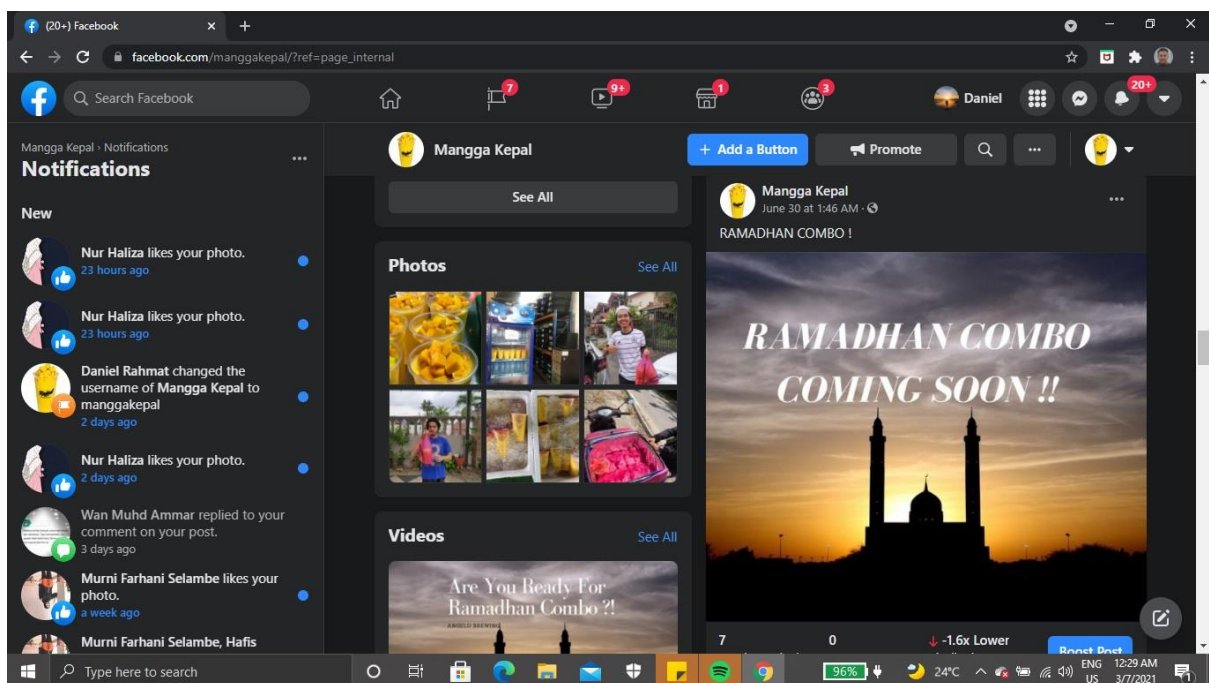 (20+) Facebook
facebook.com/manggakepal/?ref=page_internal
Search Facebook
7
9+
1
3
Daniel
20+
Mangga Kepal · Notifications
Notifications
New
Nur Haliza likes your photo.
23 hours ago
Nur Haliza likes your photo.
23 hours ago
Daniel Rahmat changed the
username of Mangga Kepal to
manggakepal
2 days ago
Nur Haliza likes your photo.
2 days ago
Wan Muhd Ammar replied to your
comment on your post.
3 days ago
Murni Farhani Selambe likes your
photo.
a week ago
Murni Farhani Selambe, Hafis
Mangga Kepal
+ Add a Button
Promote
See All
Photos
See All
Videos
See All
Are You Ready For
Ramadhan Combo ?!
ANGELO BREWING
Mangga Kepal
June 30 at 1:46 AM ·
RAMADHAN COMBO !
RAMADHAN COMBO
COMING SOON !!
7
0
-1.6x Lower
Boost Post
Type here to search
96%
24°C
ENG
US
12:29 AM
3/7/2021
1